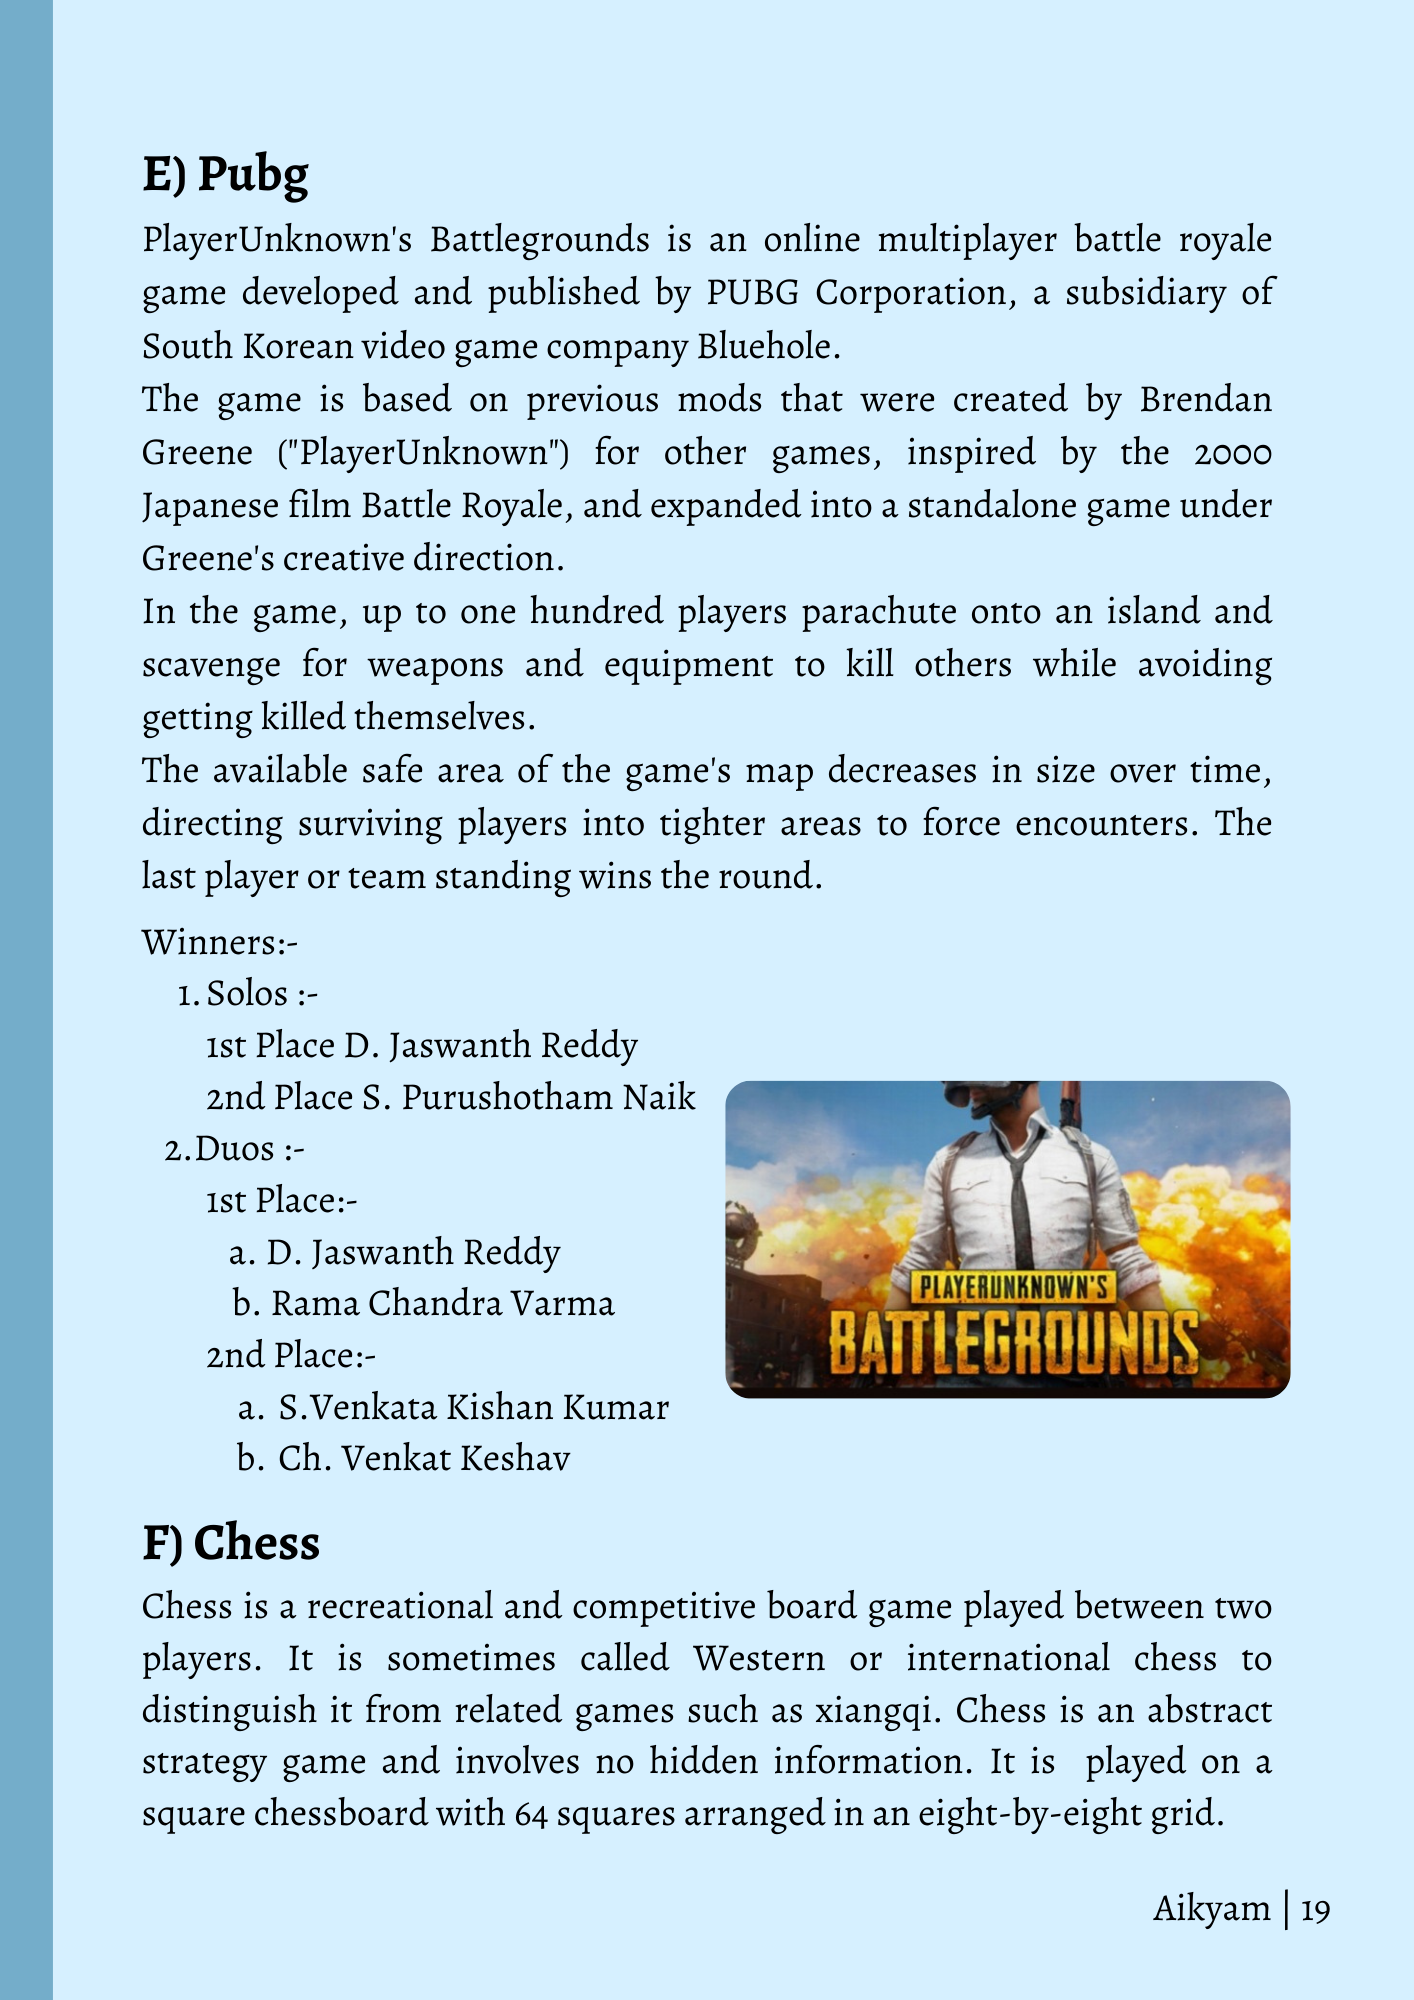 E) Pubg
PlayerUnknown's Battlegrounds is an online multiplayer battle royale
game developed and published by PUBG Corporation, a subsidiary of
South Korean video game company Bluehole.
The game is based on previous mods that were created by Brendan
Greene ("PlayerUnknown") for other games, inspired by the 2000
Japanese film Battle Royale, and expanded into a standalone game under
Greene's creative direction.
In the game, up to one hundred players parachute onto an island and
scavenge for weapons and equipment to kill others while avoiding
getting killed themselves.
The available safe area of the game's map decreases in size over time,
directing surviving players into tighter areas to force encounters. The
last player or team standing wins the round.
Winners:-
1. Solos :-
1st Place D. Jaswanth Reddy
2nd Place S. Purushotham Naik
2. Duos :-
1st Place:-
a. D. Jaswanth Reddy
b. Rama Chandra Varma
2nd Place:-
a. S.Venkata Kishan Kumar
b. Ch. Venkat Keshav
PLAYERUNKNOWN'S
BATTLEGROUNDS
F) Chess
Chess is a recreational and competitive board game played between two
players. It is sometimes called Western or international chess to
distinguish it from related games such as xiangqi. Chess is an abstract
strategy game and involves no hidden information. It is played on a
square chessboard with 64 squares arranged in an eight-by-eight grid.
Aikyam | 19